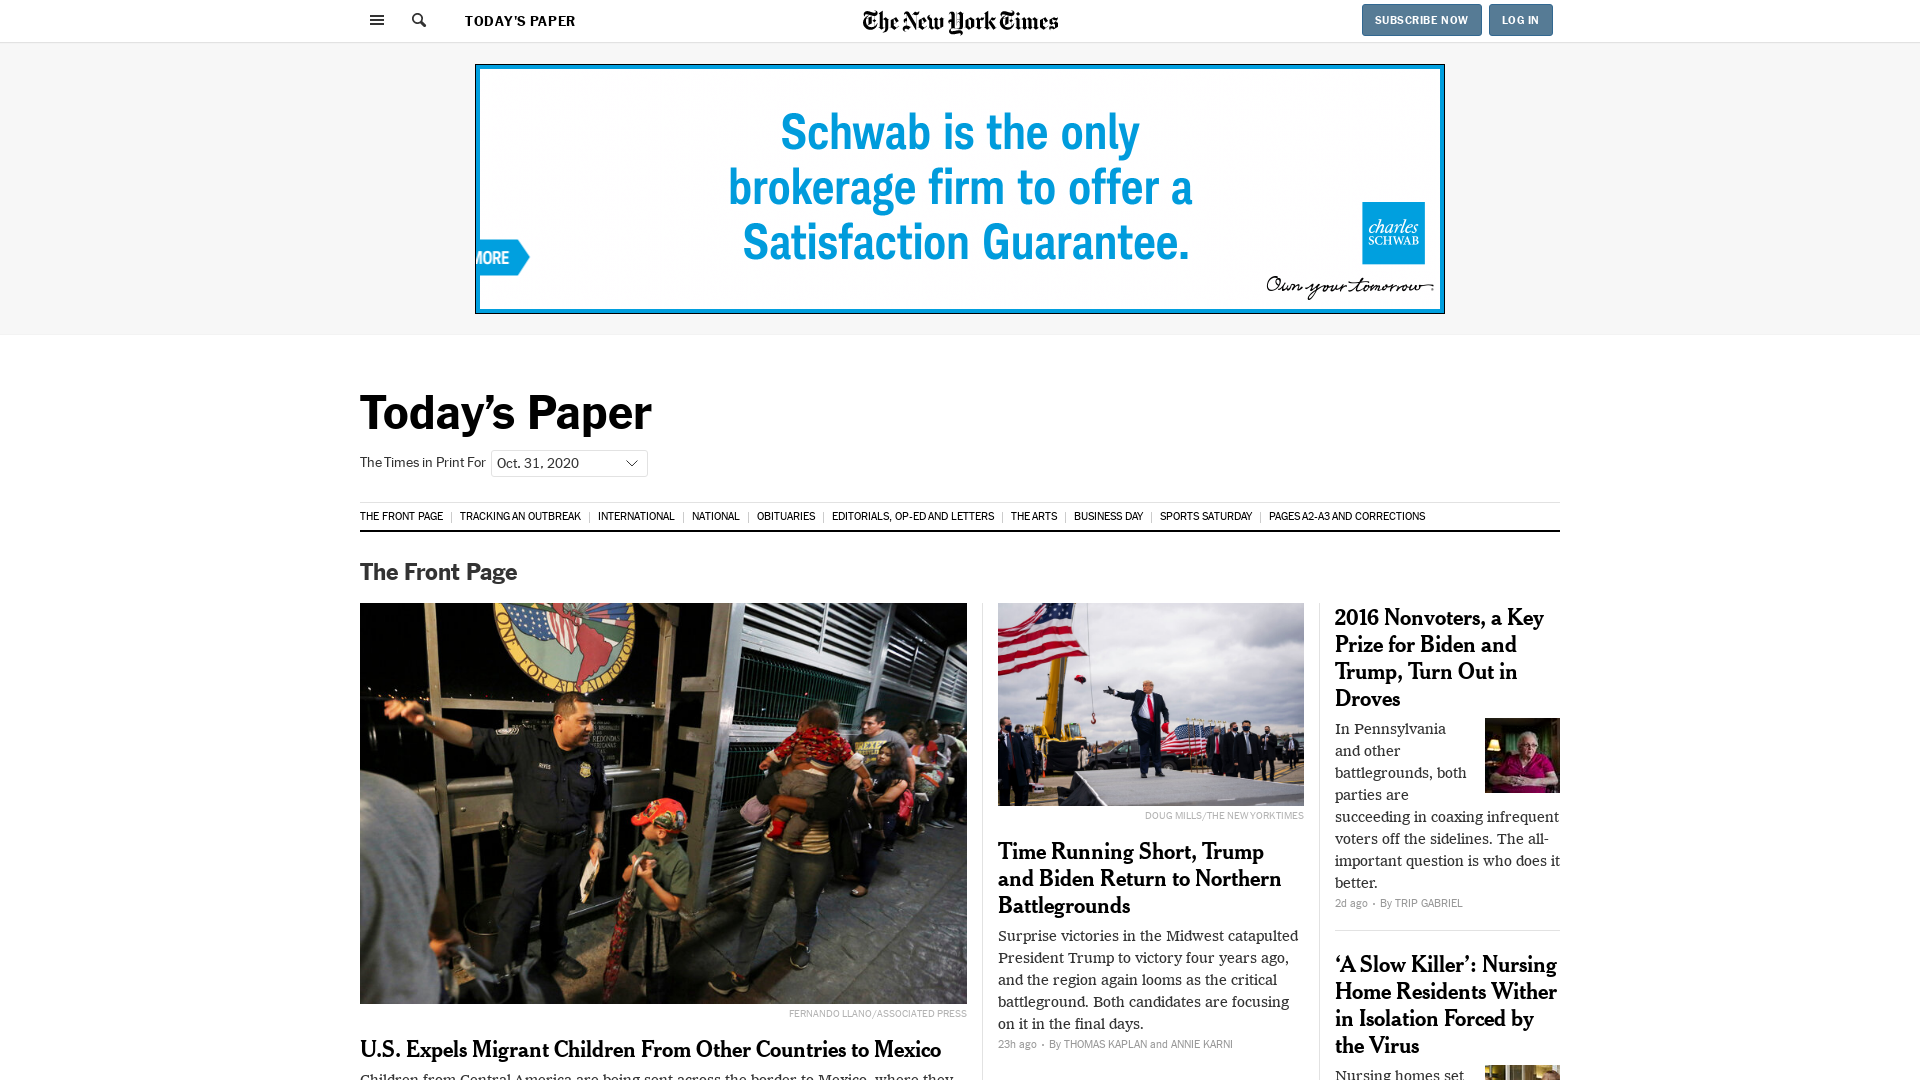 TODAY'S PAPER
The New York Times
SUBSCRIBE NOW
LOG IN
Schwab is the only
brokerage firm to offer a
Satisfaction Guarantee.
MORE
charles
SCHWAB
Own your tomorrow.
Today’s Paper
The Times in Print For
Oct. 31, 2020
THE FRONT PAGE
TRACKING AN OUTBREAK
INTERNATIONAL
NATIONAL
OBITUARIES
EDITORIALS, OP-ED AND LETTERS
THE ARTS
BUSINESS DAY
SPORTS SATURDAY
PAGES A2-A3 AND CORRECTIONS
The Front Page
FERNANDO LLANO/ASSOCIATED PRESS
U.S. Expels Migrant Children From Other Countries to Mexico
Children from Central America are being sent across the border to Mexico, where they
DOUG MILLS/THE NEW YORK TIMES
Time Running Short, Trump
and Biden Return to Northern
Battlegrounds
Surprise victories in the Midwest catapulted
President Trump to victory four years ago,
and the region again looms as the critical
battleground. Both candidates are focusing
on it in the final days.
23h ago • By THOMAS KAPLAN and ANNIE KARNI
2016 Nonvoters, a Key
Prize for Biden and
Trump, Turn Out in
Droves
In Pennsylvania
and other
battlegrounds, both
parties are
succeeding in coaxing infrequent
voters off the sidelines. The all-
important question is who does it
better.
2d ago • By TRIP GABRIEL
‘A Slow Killer’: Nursing
Home Residents Wither
in Isolation Forced by
the Virus
Nursing homes set